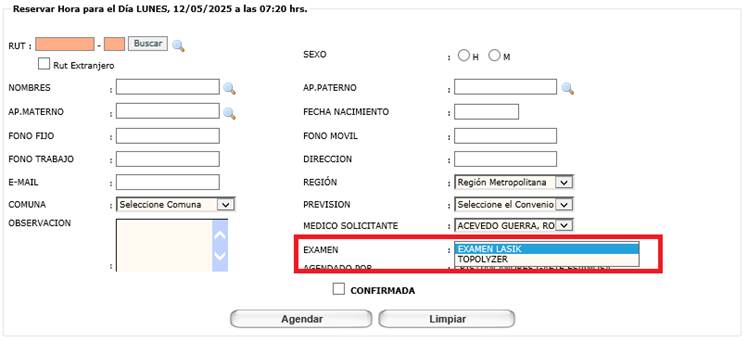 Reservar Hora para el Día LUNES, 12/05/2025 a las 07:20 hrs.
RUT : - Buscar
Rut Extranjero
SEXO : H M
NOMBRES :
AP.PATERNO :
AP.MATERNO :
FECHA NACIMIENTO :
FONO FIJO :
FONO MOVIL :
FONO TRABAJO :
DIRECCION :
E-MAIL :
REGIÓN : Región Metropolitana
COMUNA : Seleccione Comuna
PREVISION : Seleccione el Convenio
OBSERVACION :
MEDICO SOLICITANTE : ACEVEDO GUERRA, RO
EXAMEN : EXAMEN LASIK
TOPOLYZER
AGENDADO POR
CONFIRMADA
Agendar Limpiar